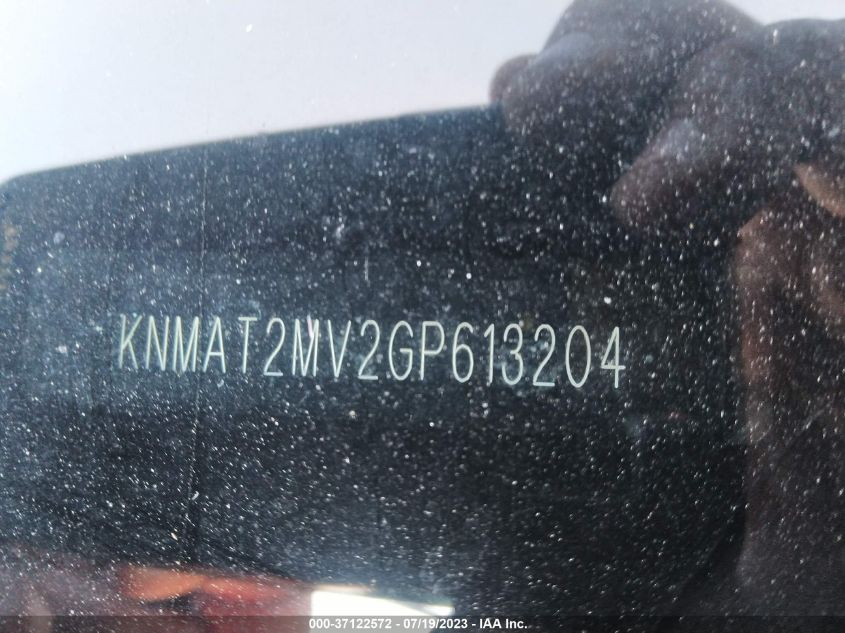 KNMAT2MV2GP613204
000-37122572 - 07/19/2023 - IAA Inc.